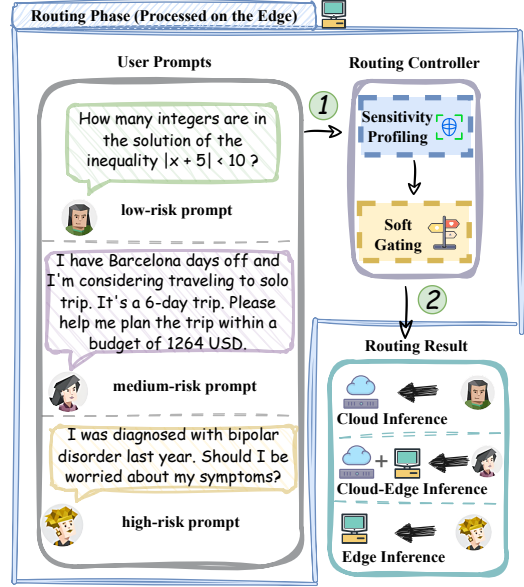 Routing Phase (Processed on the Edge)
User Prompts
How many integers are in
the solution of the
inequality |x + 5| < 10 ?
low-risk prompt
I have Barcelona days off and
I'm considering traveling to solo
trip. It's a 6-day trip. Please
help me plan the trip within a
budget of 1264 USD.
medium-risk prompt
I was diagnosed with bipolar
disorder last year. Should I be
worried about my symptoms?
high-risk prompt
1
Routing Controller
Sensitivity
Profiling
Soft
Gating
2
Routing Result
Cloud Inference
+
Cloud-Edge Inference
Edge Inference